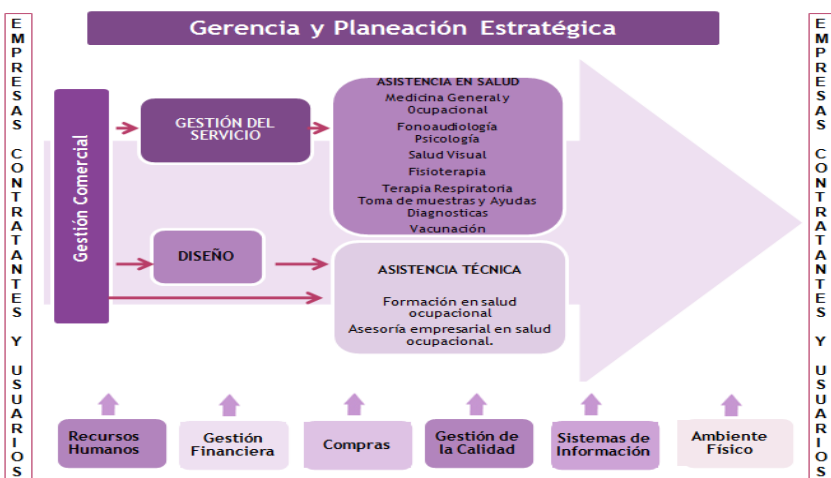 Gerencia y Planeación Estratégica
EMPRESAS CONTRATANTES Y USUARIOS
Gestión Comercial
GESTIÓN DEL
SERVICIO
DISEÑO
ASISTENCIA EN SALUD
Medicina General y
Ocupacional
Fonoaudiología
Psicología
Salud Visual
Fisioterapia
Terapia Respiratoria
Toma de muestras y Ayudas
Diagnosticas
Vacunación
ASISTENCIA TÉCNICA
Formación en salud
ocupacional
Asesoría empresarial en salud
ocupacional.
EMPRESAS CONTRATANTES Y USUARIOS
Recursos
Humanos
Gestión
Financiera
Compras
Gestión de
la Calidad
Sistemas de
Información
Ambiente
Físico